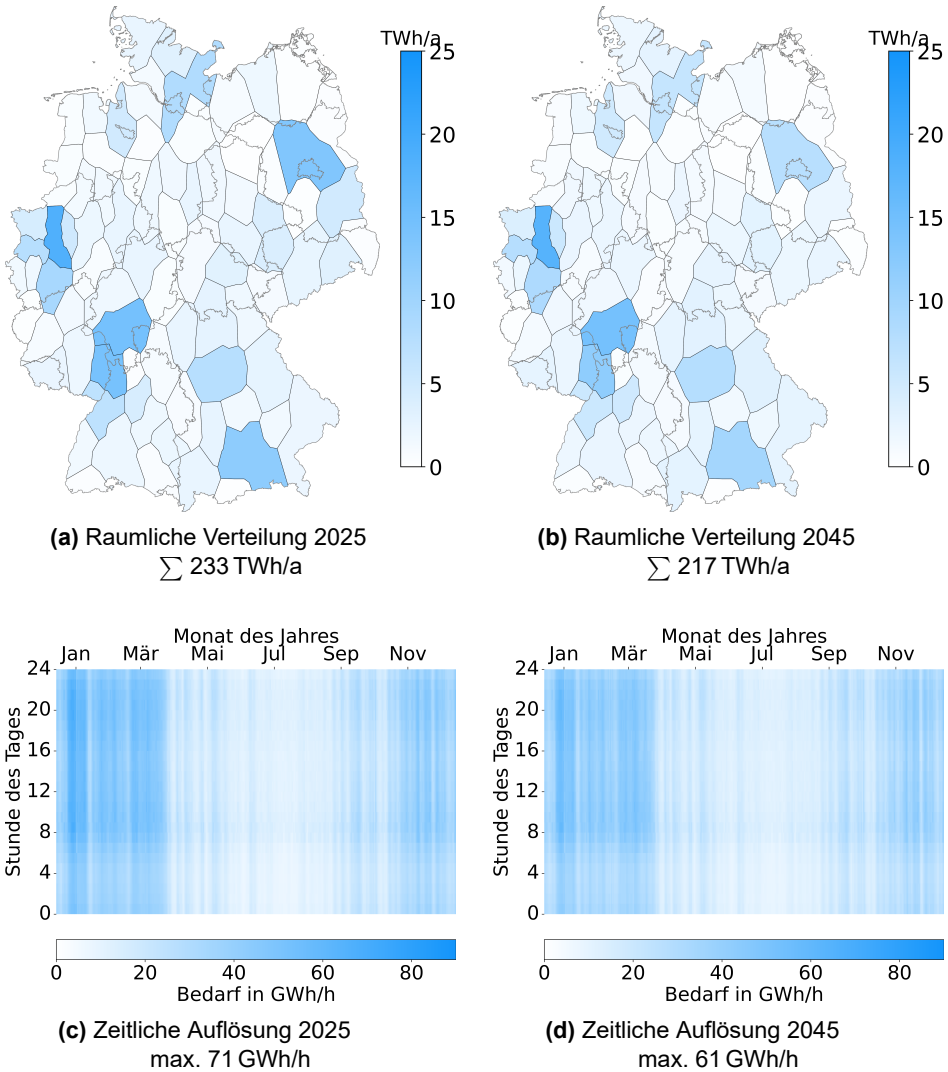 TWh/a
25
20
15
10
5
0
TWh/a
25
20
15
10
5
0
(a) Raumliche Verteilung 2025
∑ 233 TWh/a
(b) Raumliche Verteilung 2045
∑ 217 TWh/a
Monat des Jahres
Jan Mär Mai Jul Sep Nov
Stunde des Tages
24
20
16
12
8
4
0
0 20 40 60 80
Bedarf in GWh/h
(c) Zeitliche Auflösung 2025
max. 71 GWh/h
Monat des Jahres
Jan Mär Mai Jul Sep Nov
Stunde des Tages
24
20
16
12
8
4
0
0 20 40 60 80
Bedarf in GWh/h
(d) Zeitliche Auflösung 2045
max. 61 GWh/h